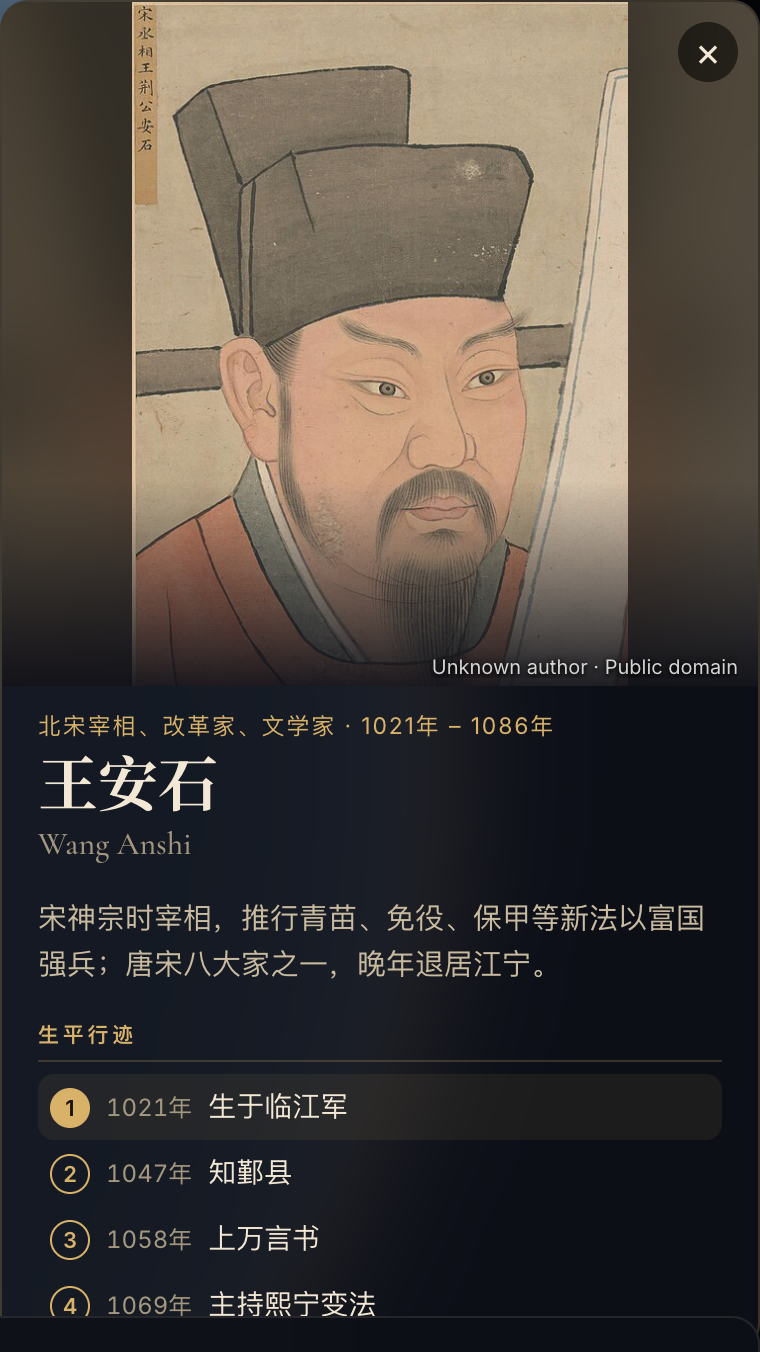 宋丞相王荆公安石
×
Unknown author · Public domain
北宋宰相、改革家、文学家 · 1021年 – 1086年
王安石
Wang Anshi
宋神宗时宰相，推行青苗、免役、保甲等新法以富国
强兵；唐宋八大家之一，晚年退居江宁。
生平行迹
1 1021年 生于临江军
2 1047年 知鄞县
3 1058年 上万言书
4 1069年 主持熙宁变法